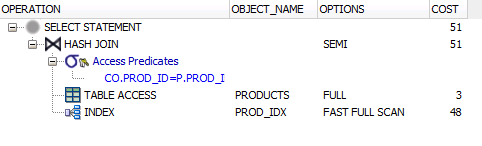 OPERATION OBJECT_NAME OPTIONS COST
SELECT STATEMENT 51
HASH JOIN SEMI 51
Access Predicates
CO.PROD_ID=P.PROD_I
TABLE ACCESS PRODUCTS FULL 3
INDEX PROD_IDX FAST FULL SCAN 48